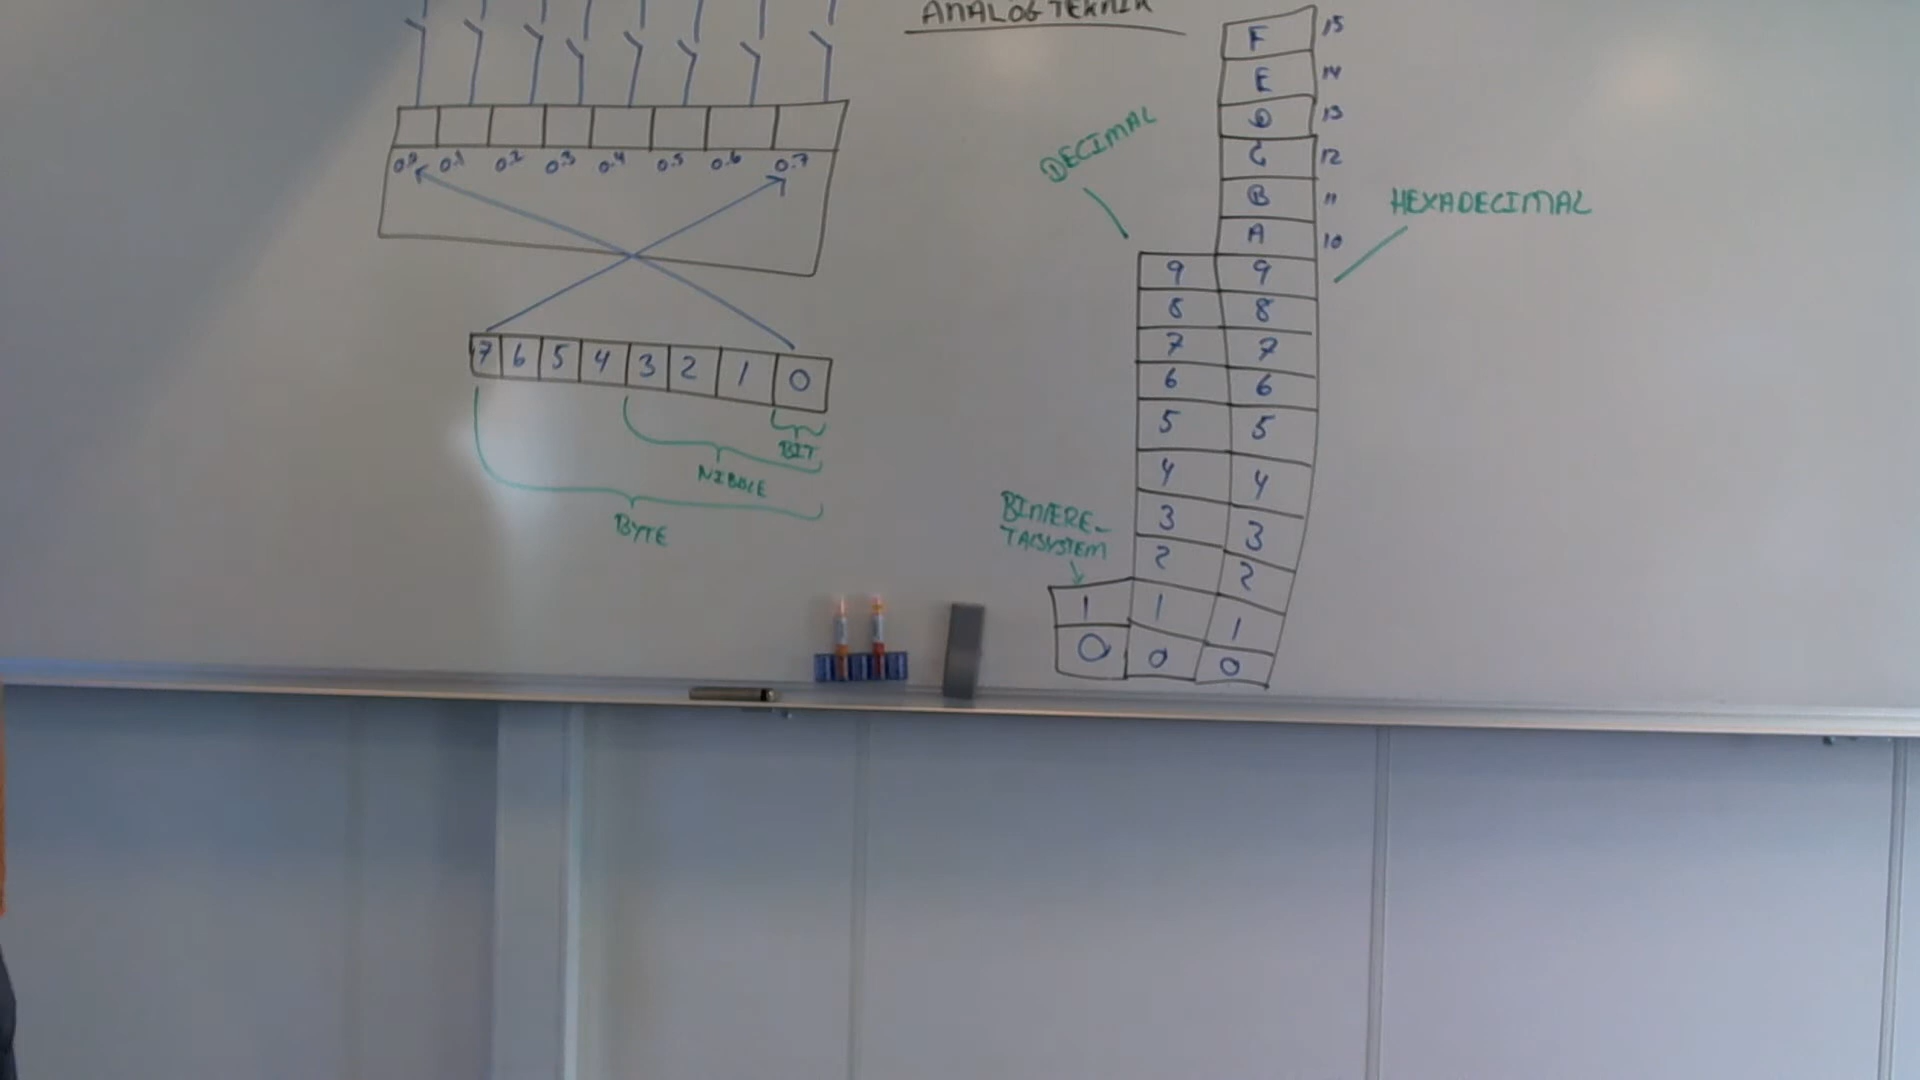 ANALOGTEKNIK
0.0 0.1 0.2 0.3 0.4 0.5 0.6 0.7
7 6 5 4 3 2 1 0
BIT
NIBBLE
BYTE
DECIMAL
HEXADECIMAL
BINÆRE-
TALSYSTEM
F 15
E 14
D 13
C 12
B 11
A 10
9 9
8 8
7 7
6 6
5 5
4 4
3 3
2 2
1 1 1
0 0 0